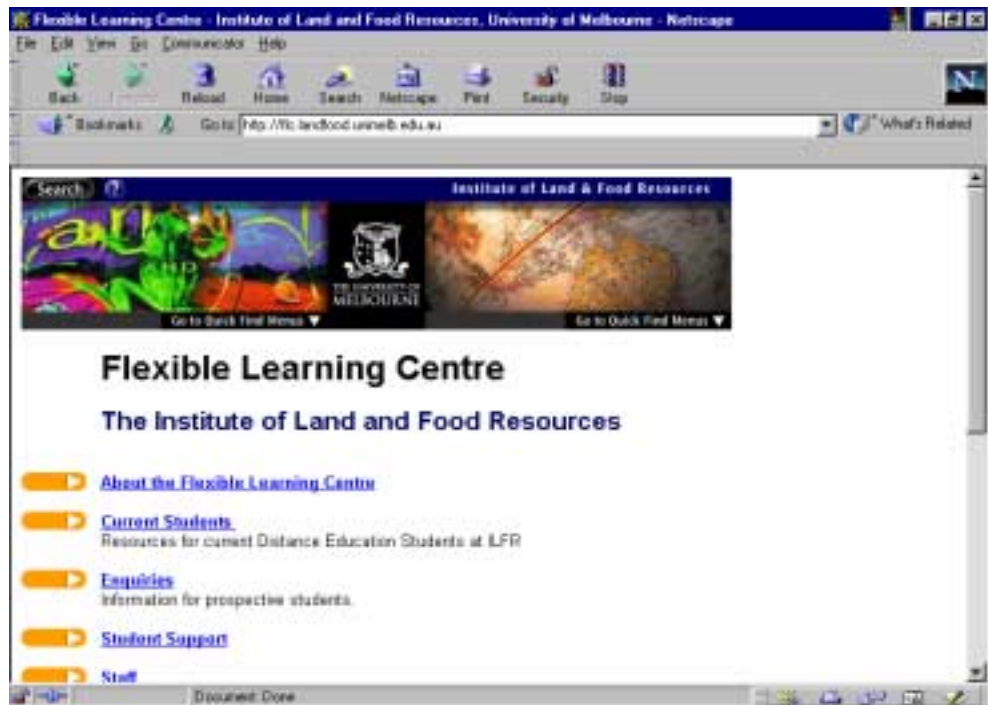 Flexible Learning Centre - Institute of Land and Food Resources, University of Melbourne - Netscape
File Edit View Go Communicator Help
Back Reload Home Search Netscape Print Security Stop
Bookmarks Go to: http://flc.landfood.unimelb.edu.au What's Related
Search ? Institute of Land & Food Resources
THE UNIVERSITY OF
MELBOURNE
Go to Quick Find Menus Go to Quick Find Menus
Flexible Learning Centre
The Institute of Land and Food Resources
About the Flexible Learning Centre
Current Students
Resources for current Distance Education Students at ILFR
Enquiries
Information for prospective students.
Student Support
Staff
Document: Done